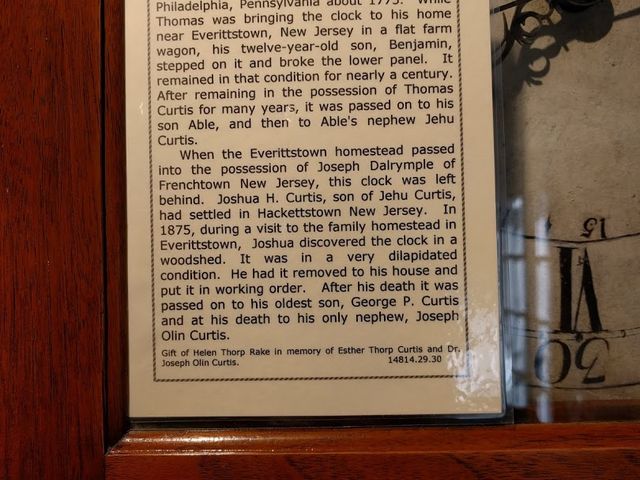 Philadelphia, Pennsylvania about 1775. While
Thomas was bringing the clock to his home
near Everittstown, New Jersey in a flat farm
wagon, his twelve-year-old son, Benjamin,
stepped on it and broke the lower panel. It
remained in that condition for nearly a century.
After remaining in the possession of Thomas
Curtis for many years, it was passed on to his
son Able, and then to Able's nephew Jehu
Curtis.
When the Everittstown homestead passed
into the possession of Joseph Dalrymple of
Frenchtown New Jersey, this clock was left
behind. Joshua H. Curtis, son of Jehu Curtis,
had settled in Hackettstown New Jersey. In
1875, during a visit to the family homestead in
Everittstown, Joshua discovered the clock in a
woodshed. It was in a very dilapidated
condition. He had it removed to his house and
put it in working order. After his death it was
passed on to his oldest son, George P. Curtis
and at his death to his only nephew, Joseph
Olin Curtis.
Gift of Helen Thorp Rake in memory of Esther Thorp Curtis and Dr.
Joseph Olin Curtis. 14814.29.30
15
VI
30